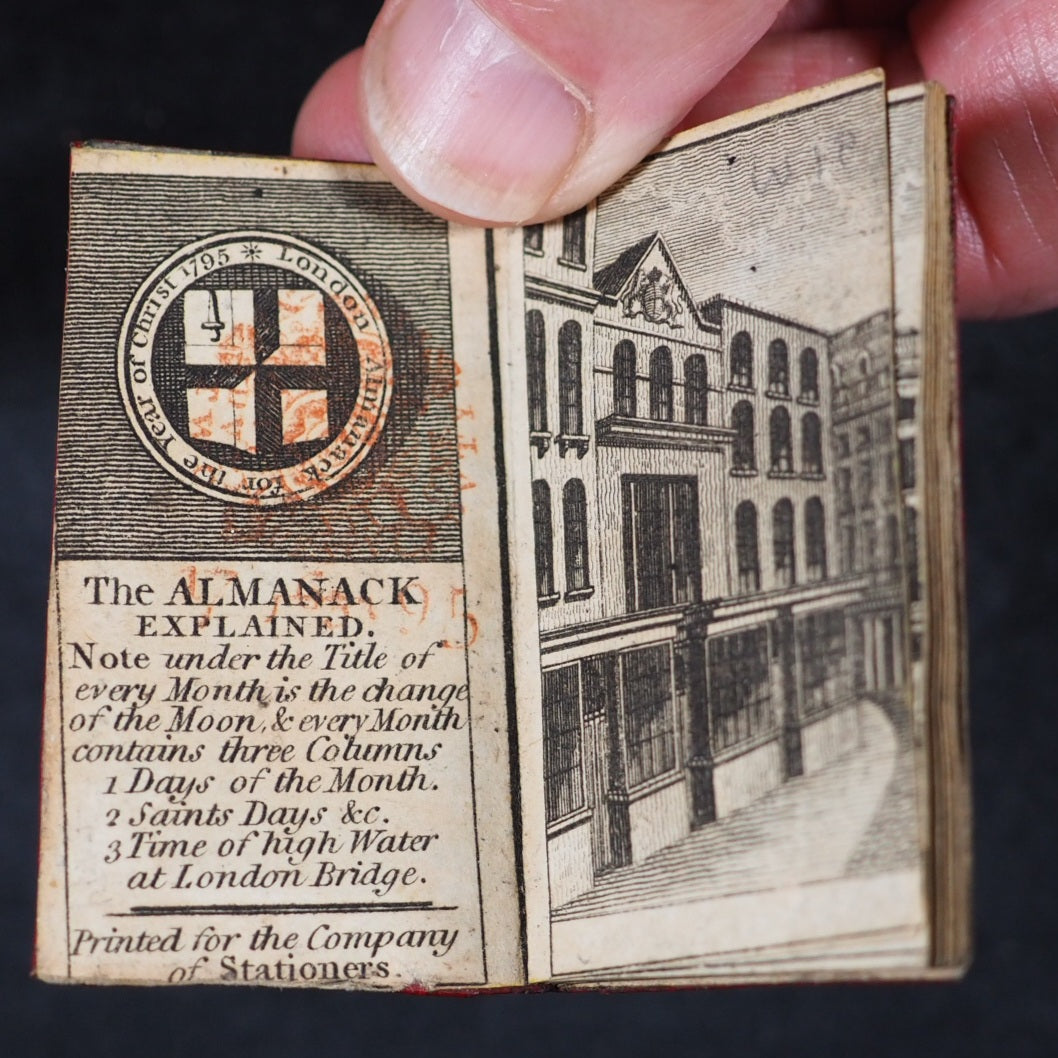 London Almanack for the Year of Christ 1795
The ALMANACK
EXPLAINED.
Note under the Title of
every Month is the change
of the Moon, & every Month
contains three Columns
1 Days of the Month.
2 Saints Days &c.
3 Time of high Water
at London Bridge.
Printed for the Company
of Stationers.